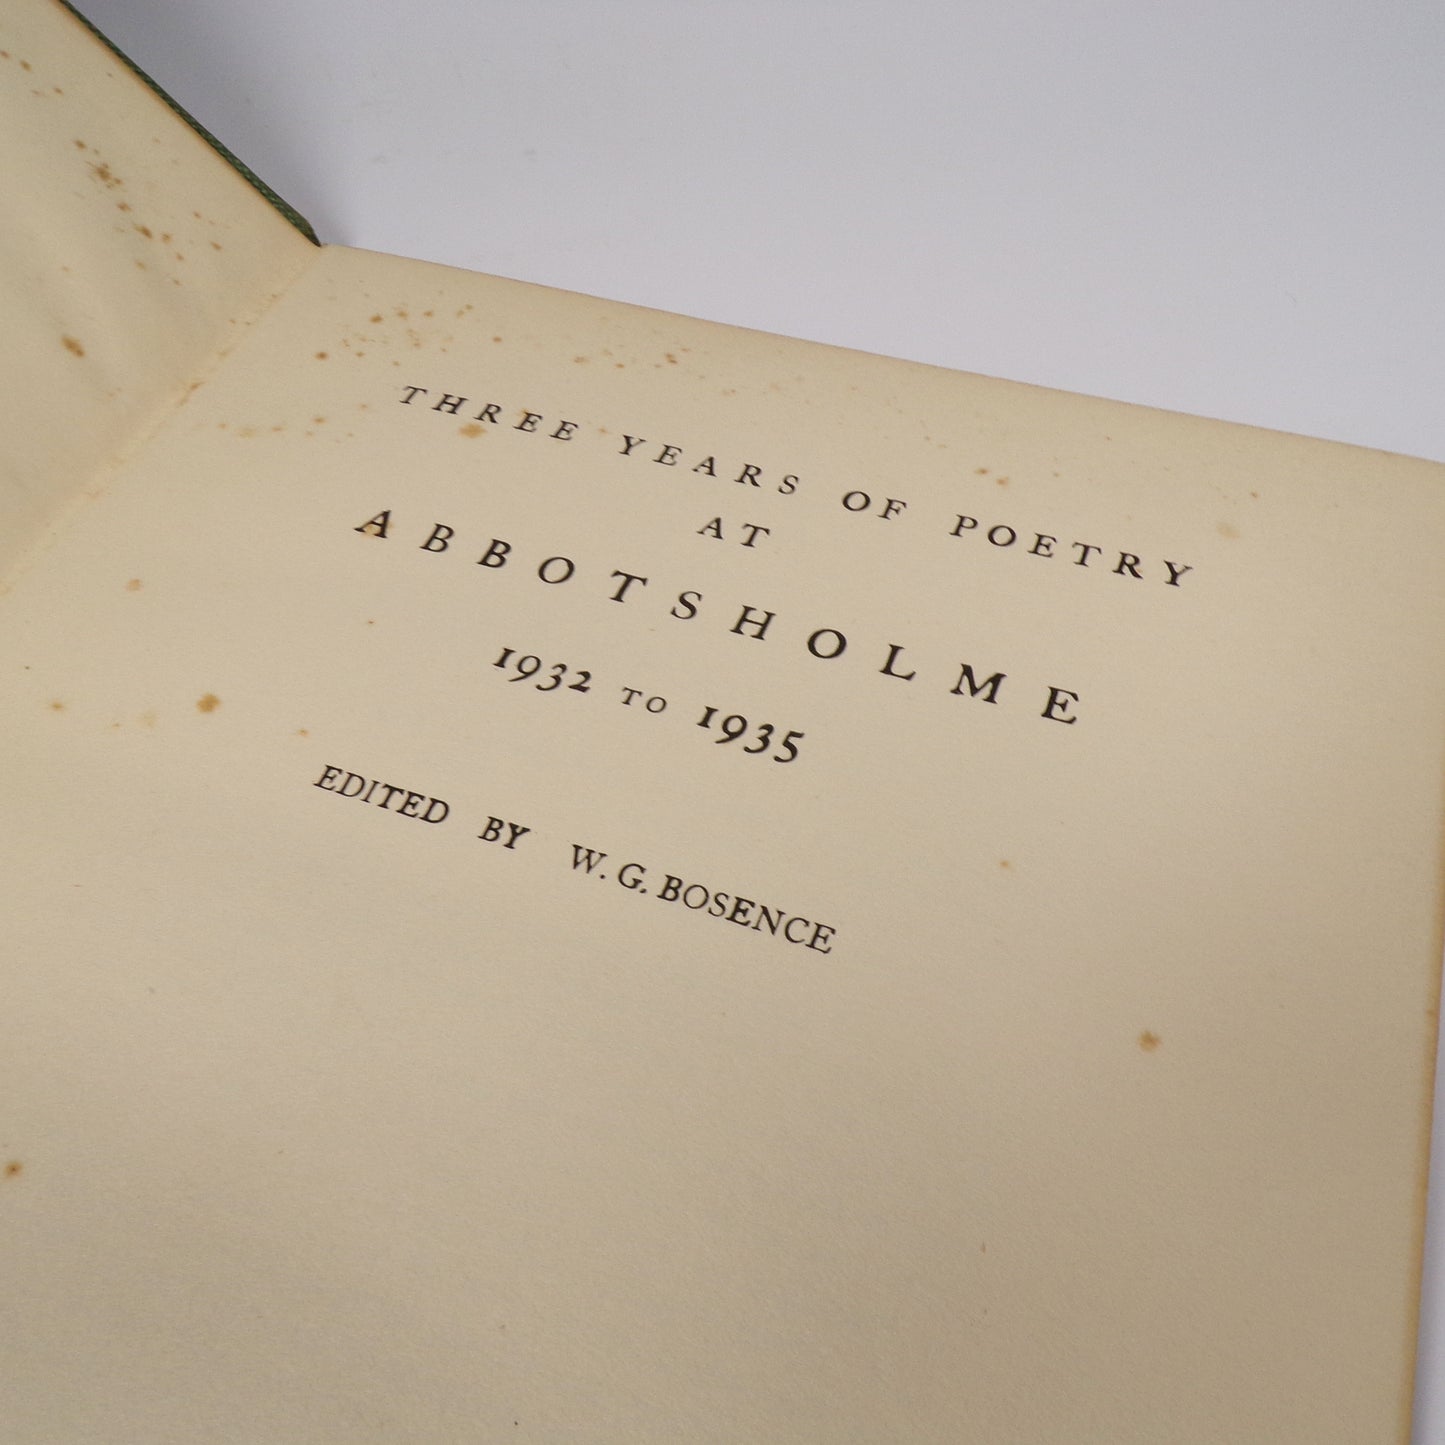 THREE YEARS OF POETRY
AT
ABBOTSHOLME
1932 TO 1935
EDITED BY W. G. BOSENCE